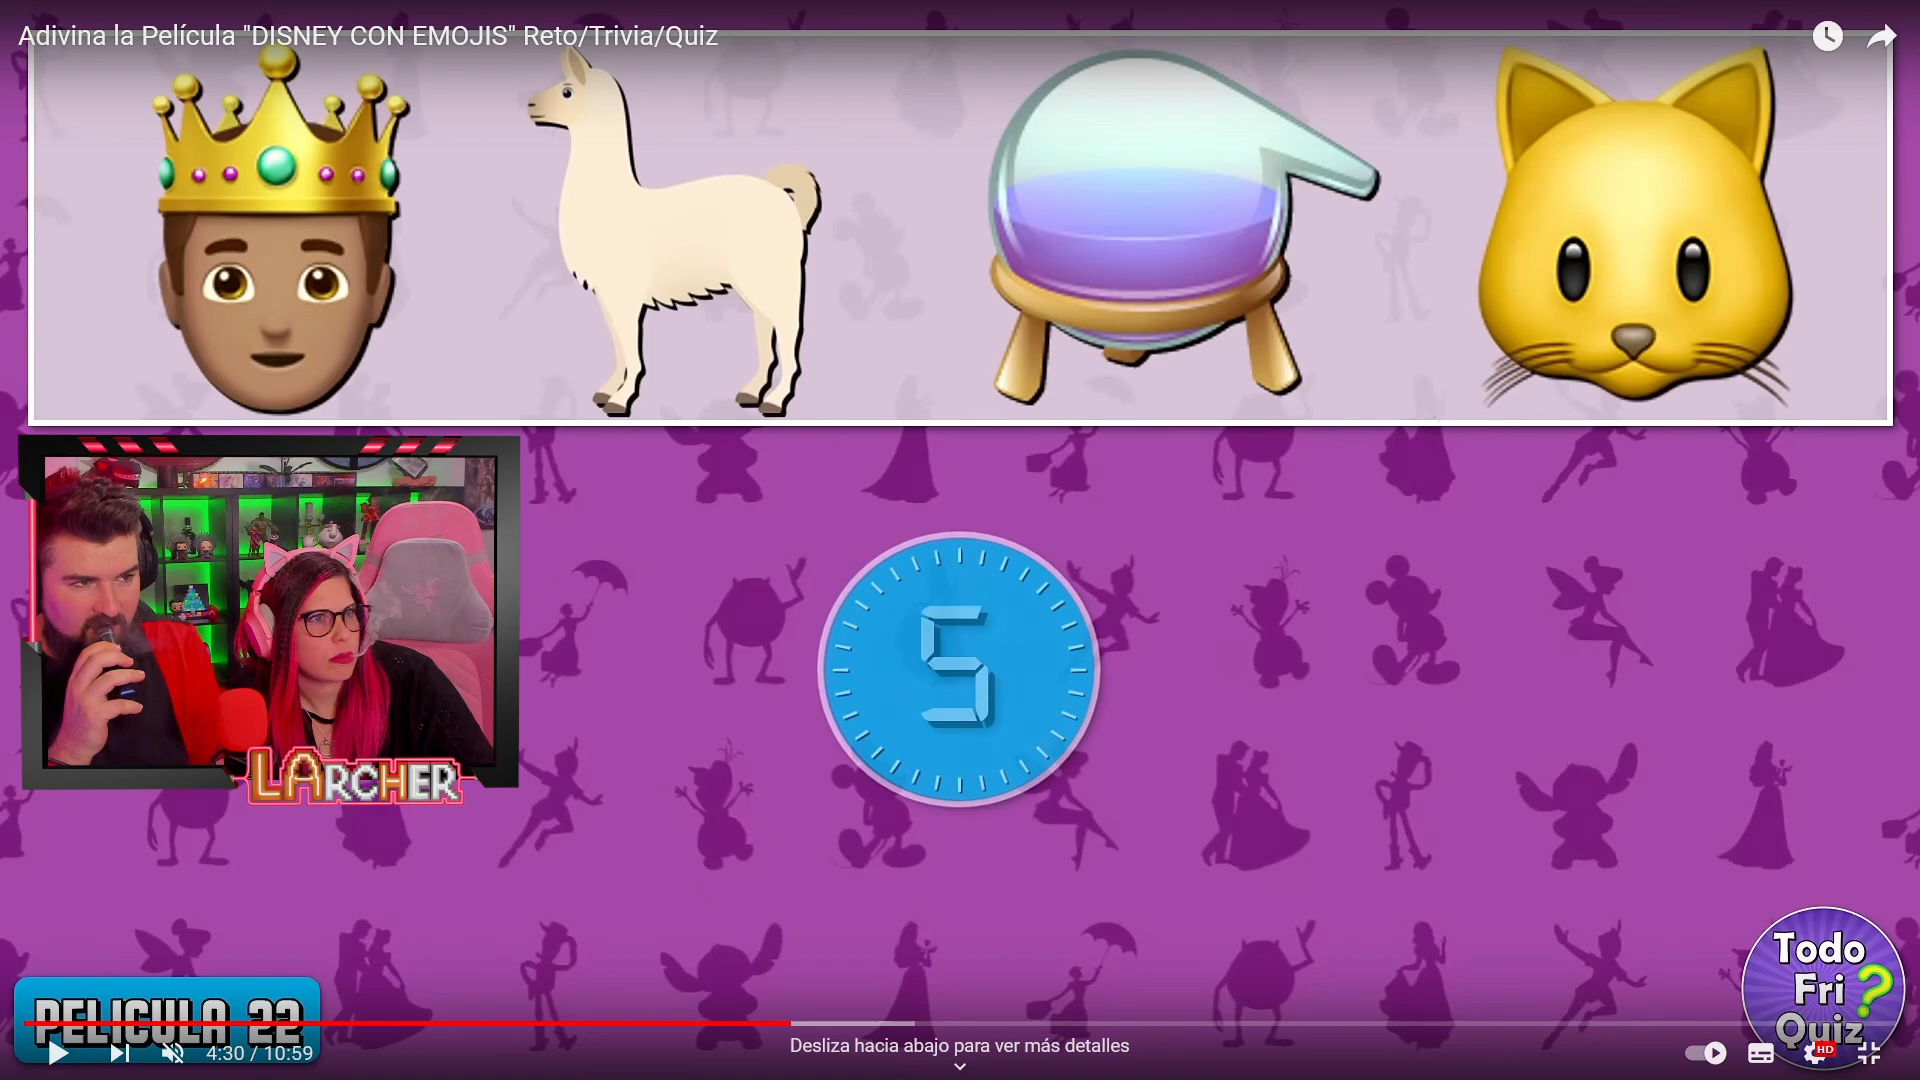 Adivina la Película "DISNEY CON EMOJIS" Reto/Trivia/Quiz
5
LARCHER
PELICULA 22
4:30 / 10:59
Desliza hacia abajo para ver más detalles
Todo
Fri
Quiz
?
HD